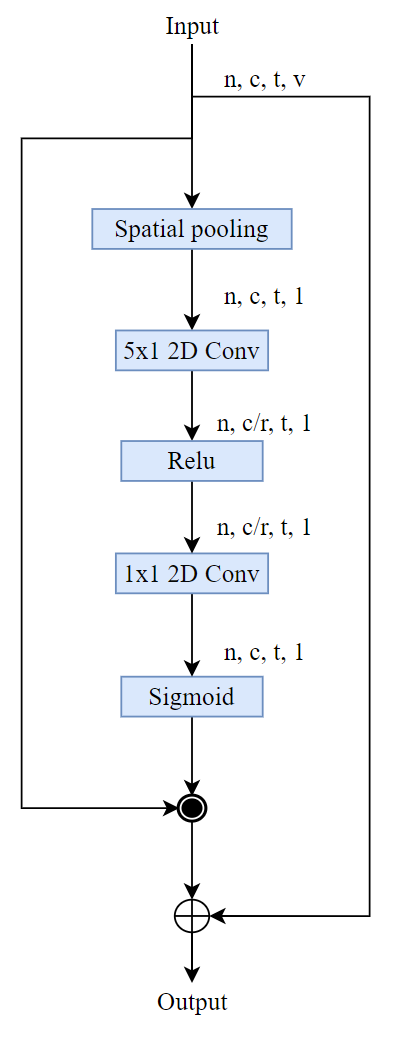 Input
n, c, t, v
Spatial pooling
n, c, t, 1
5x1 2D Conv
n, c/r, t, 1
Relu
n, c/r, t, 1
1x1 2D Conv
n, c, t, 1
Sigmoid
Output